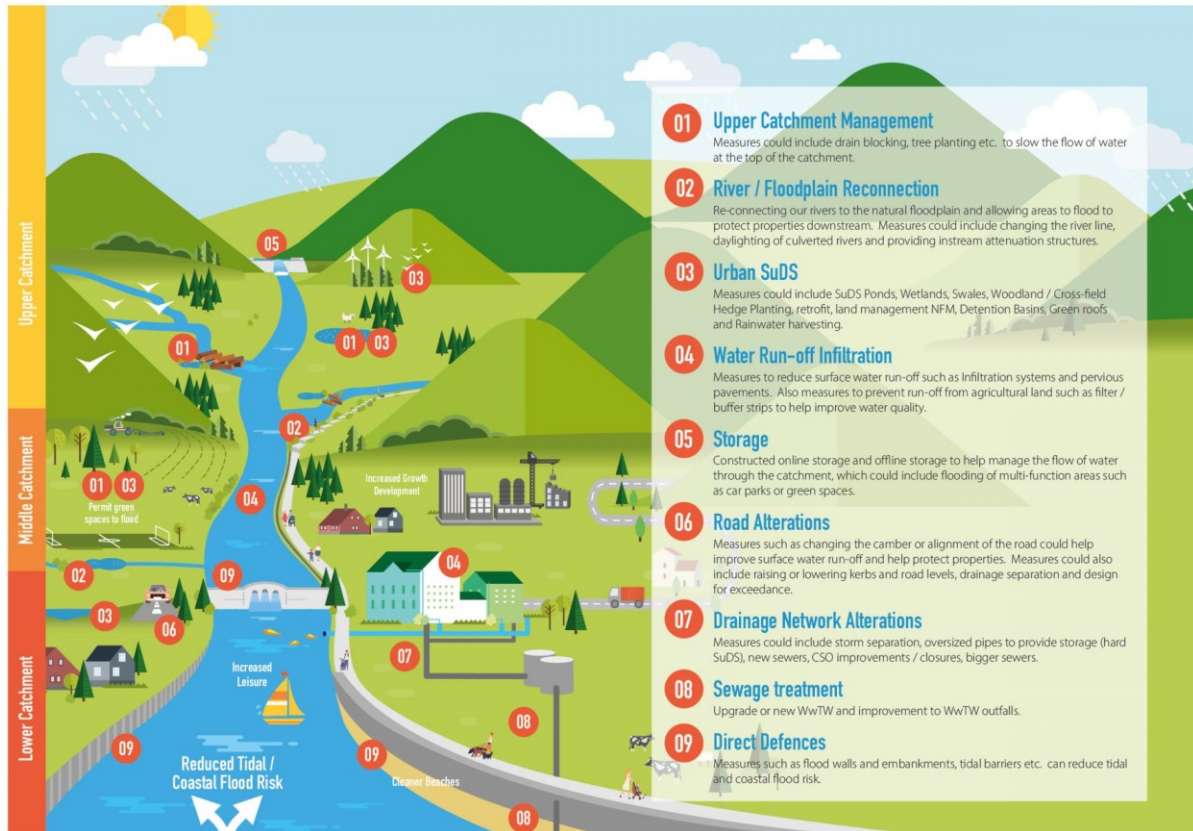 Upper Catchment
Middle Catchment
Lower Catchment
05
03
01
01
03
02
01
03
Permit green
spaces to flood
04
Increased Growth
Development
02
09
04
03
06
07
Increased
Leisure
08
09
09
Reduced Tidal /
Coastal Flood Risk
Cleaner Beaches
08
01
Upper Catchment Management
Measures could include drain blocking, tree planting etc. to slow the flow of water
at the top of the catchment.
02
River / Floodplain Reconnection
Re-connecting our rivers to the natural floodplain and allowing areas to flood to
protect properties downstream. Measures could include changing the river line,
daylighting of culverted rivers and providing instream attenuation structures.
03
Urban SuDS
Measures could include SuDS Ponds, Wetlands, Swales, Woodland / Cross-field
Hedge Planting, retrofit, land management NFM, Detention Basins, Green roofs
and Rainwater harvesting.
04
Water Run-off Infiltration
Measures to reduce surface water run-off such as Infiltration systems and pervious
pavements. Also measures to prevent run-off from agricultural land such as filter /
buffer strips to help improve water quality.
05
Storage
Constructed online storage and offline storage to help manage the flow of water
through the catchment, which could include flooding of multi-function areas such
as car parks or green spaces.
06
Road Alterations
Measures such as changing the camber or alignment of the road could help
improve surface water run-off and help protect properties. Measures could also
include raising or lowering kerbs and road levels, drainage separation and design
for exceedance.
07
Drainage Network Alterations
Measures could include storm separation, oversized pipes to provide storage (hard
SuDS), new sewers, CSO improvements / closures, bigger sewers.
08
Sewage treatment
Upgrade or new WwTW and improvement to WwTW outfalls.
09
Direct Defences
Measures such as flood walls and embankments, tidal barriers etc. can reduce tidal
and coastal flood risk.